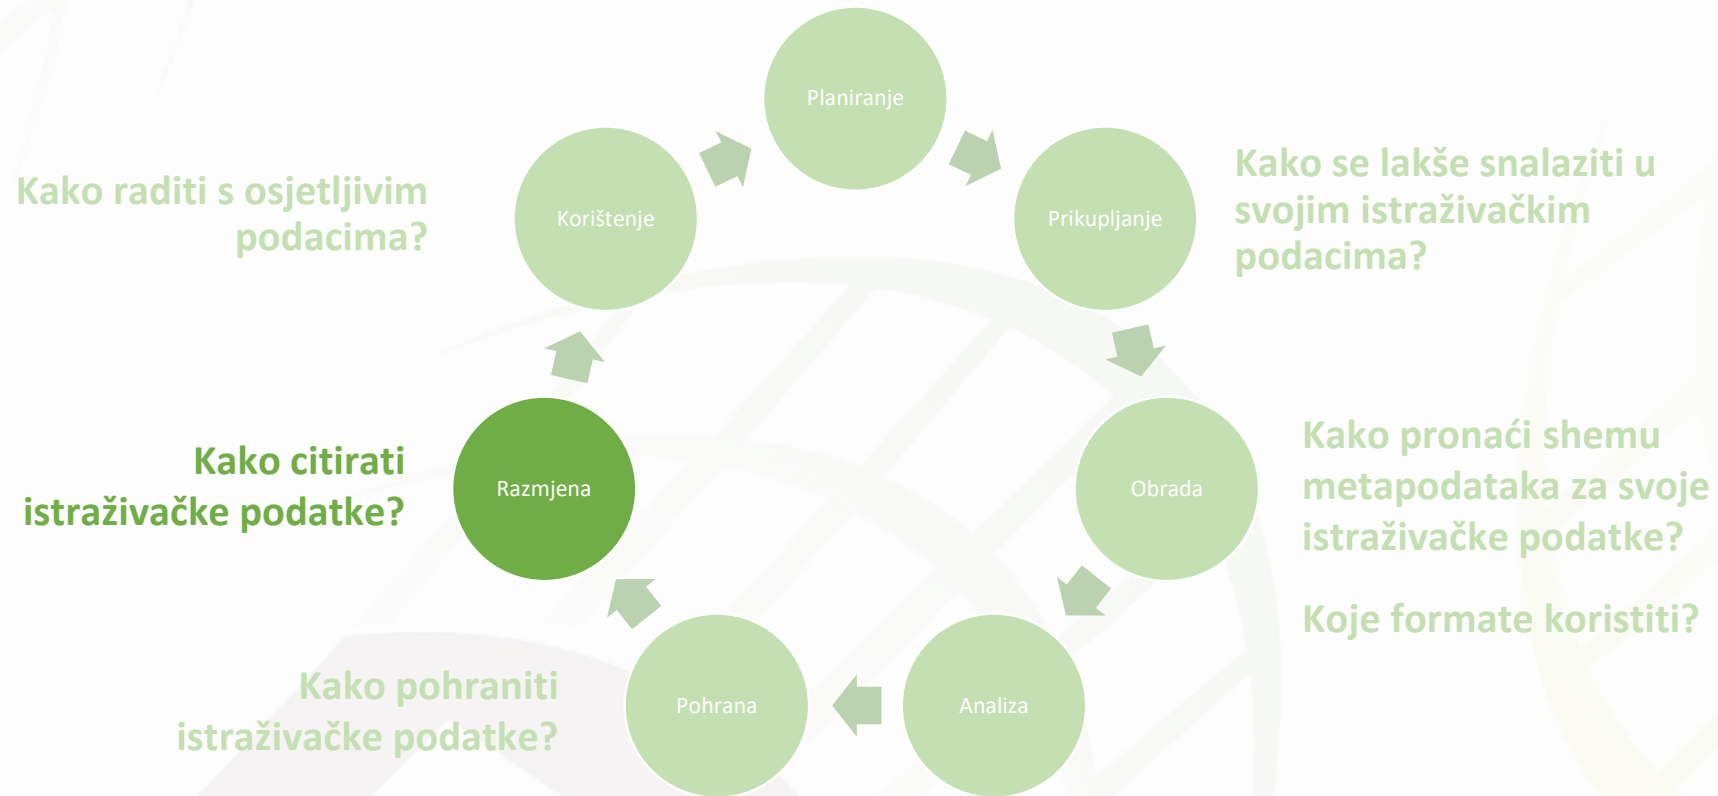 Planiranje
Kako raditi s osjetljivim
podacima?
Korištenje
Prikupljanje
Kako se lakše snalaziti u
svojim istraživačkim
podacima?
Kako citirati
istraživačke podatke?
Razmjena
Obrada
Kako pronaći shemu
metapodataka za svoje
istraživačke podatke?
Koje formate koristiti?
Kako pohraniti
istraživačke podatke?
Pohrana
Analiza